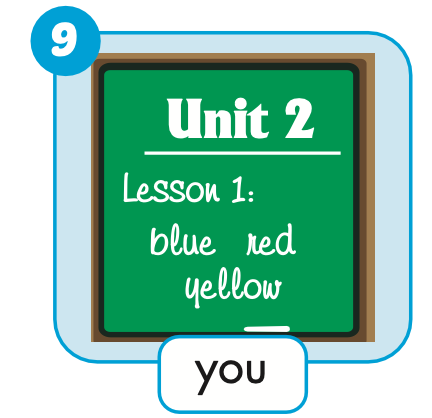 9
Unit 2
Lesson 1:
blue red
yellow
you